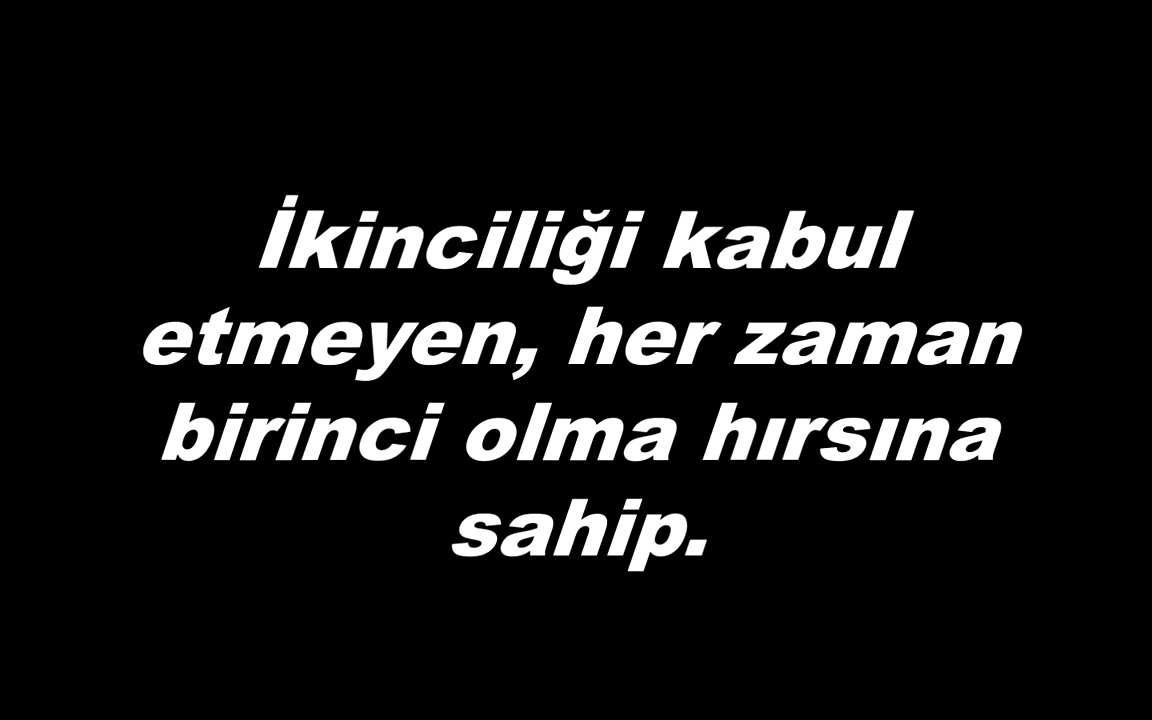 İkinciliği kabul
etmeyen, her zaman
birinci olma hırsına
sahip.